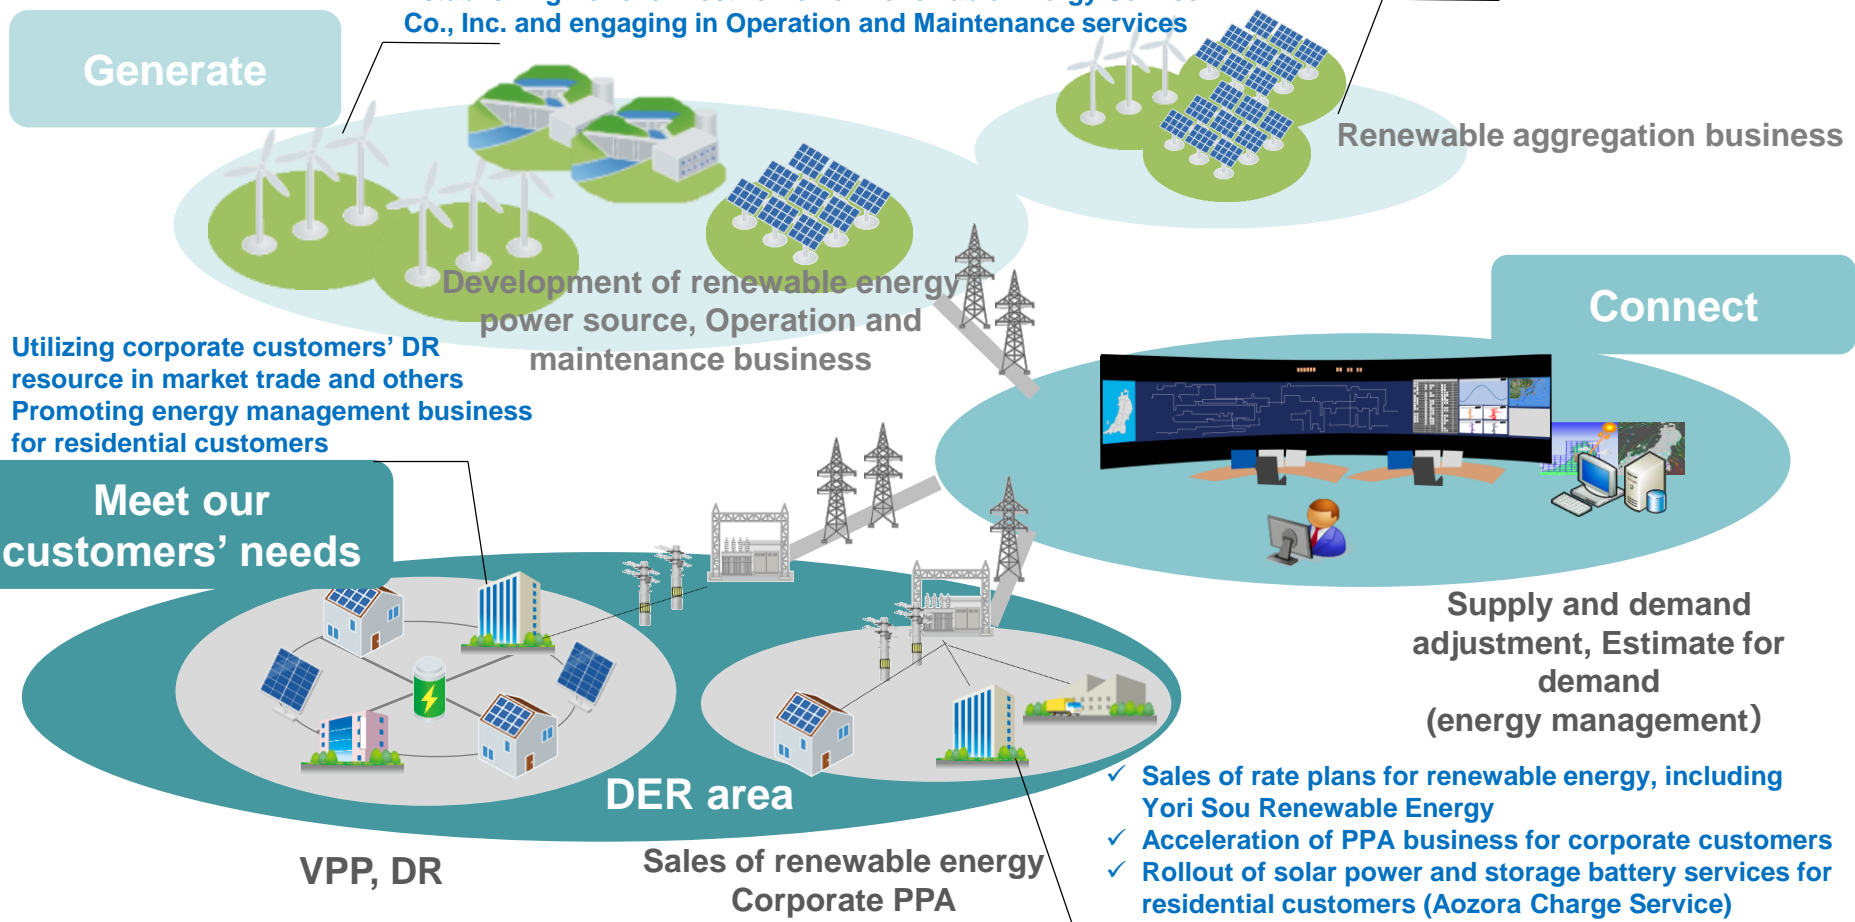 Co., Inc. and engaging in Operation and Maintenance services
Generate
Renewable aggregation business
Development of renewable energy
power source, Operation and
maintenance business
Connect
Utilizing corporate customers’ DR
resource in market trade and others
Promoting energy management business
for residential customers
Meet our
customers’ needs
Supply and demand
adjustment, Estimate for
demand
(energy management）
DER area
VPP, DR
Sales of renewable energy
Corporate PPA
✓ Sales of rate plans for renewable energy, including
Yori Sou Renewable Energy
✓ Acceleration of PPA business for corporate customers
✓ Rollout of solar power and storage battery services for
residential customers (Aozora Charge Service)